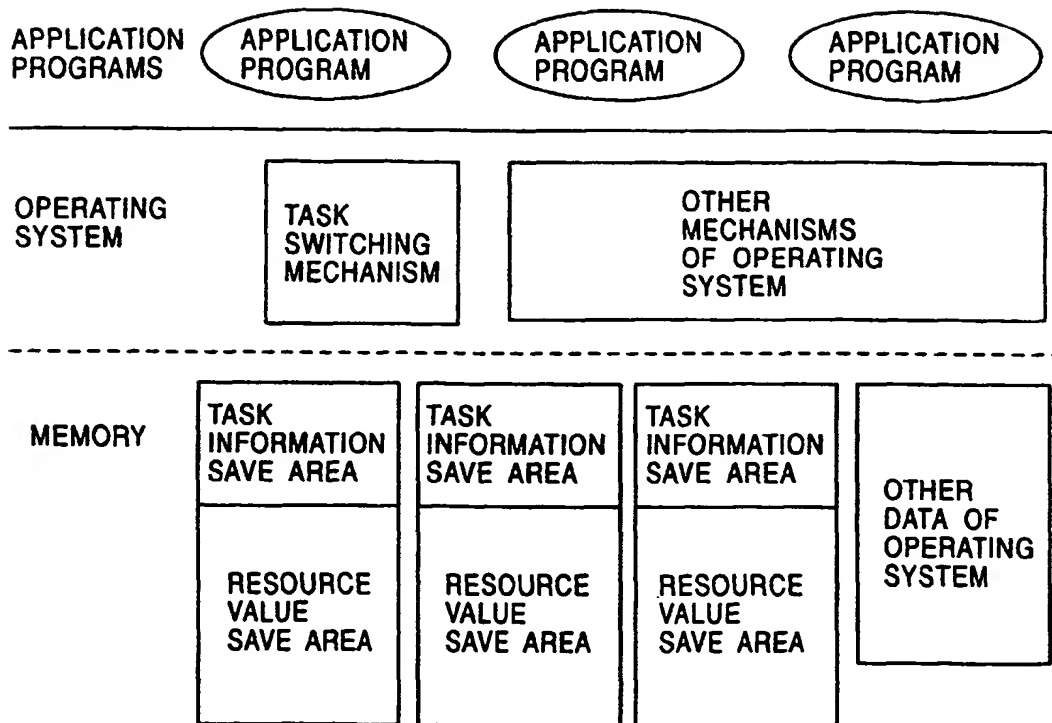 APPLICATION
PROGRAMS
APPLICATION
PROGRAM
APPLICATION
PROGRAM
APPLICATION
PROGRAM
OPERATING
SYSTEM
TASK
SWITCHING
MECHANISM
OTHER
MECHANISMS
OF OPERATING
SYSTEM
MEMORY
TASK
INFORMATION
SAVE AREA
RESOURCE
VALUE
SAVE AREA
TASK
INFORMATION
SAVE AREA
RESOURCE
VALUE
SAVE AREA
TASK
INFORMATION
SAVE AREA
RESOURCE
VALUE
SAVE AREA
OTHER
DATA OF
OPERATING
SYSTEM